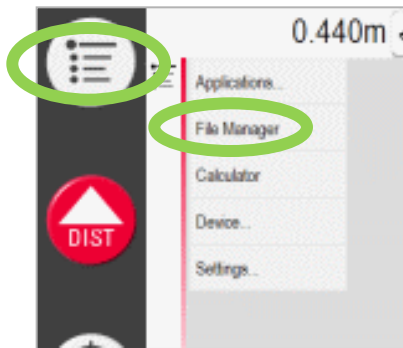 0.440m
Applications...
File Manager
Calculator
DIST
Device...
Settings...